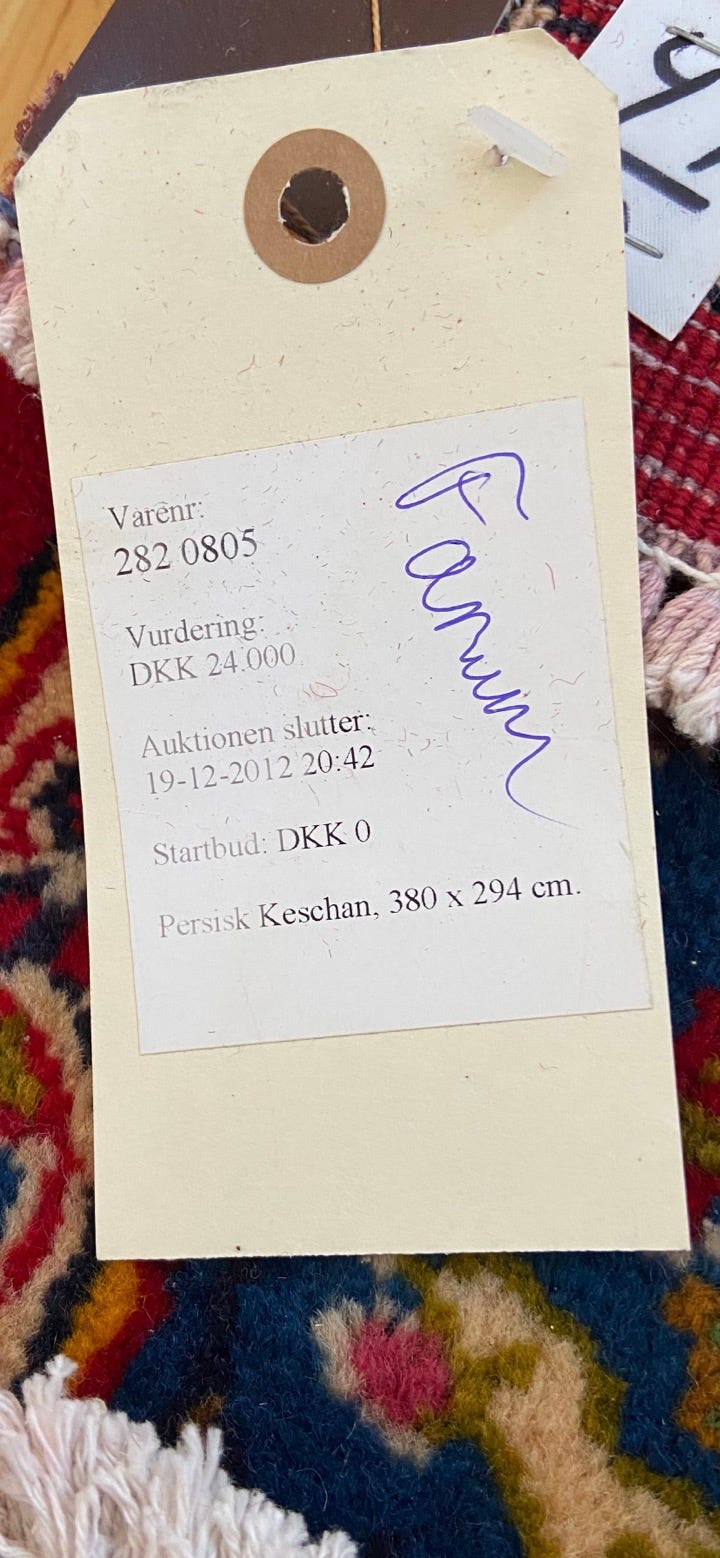 Varenr:
282 0805
Vurdering:
DKK 24.000
Auktionen slutter:
19-12-2012 20:42
Startbud: DKK 0
Persisk Keschan, 380 x 294 cm.
Farum